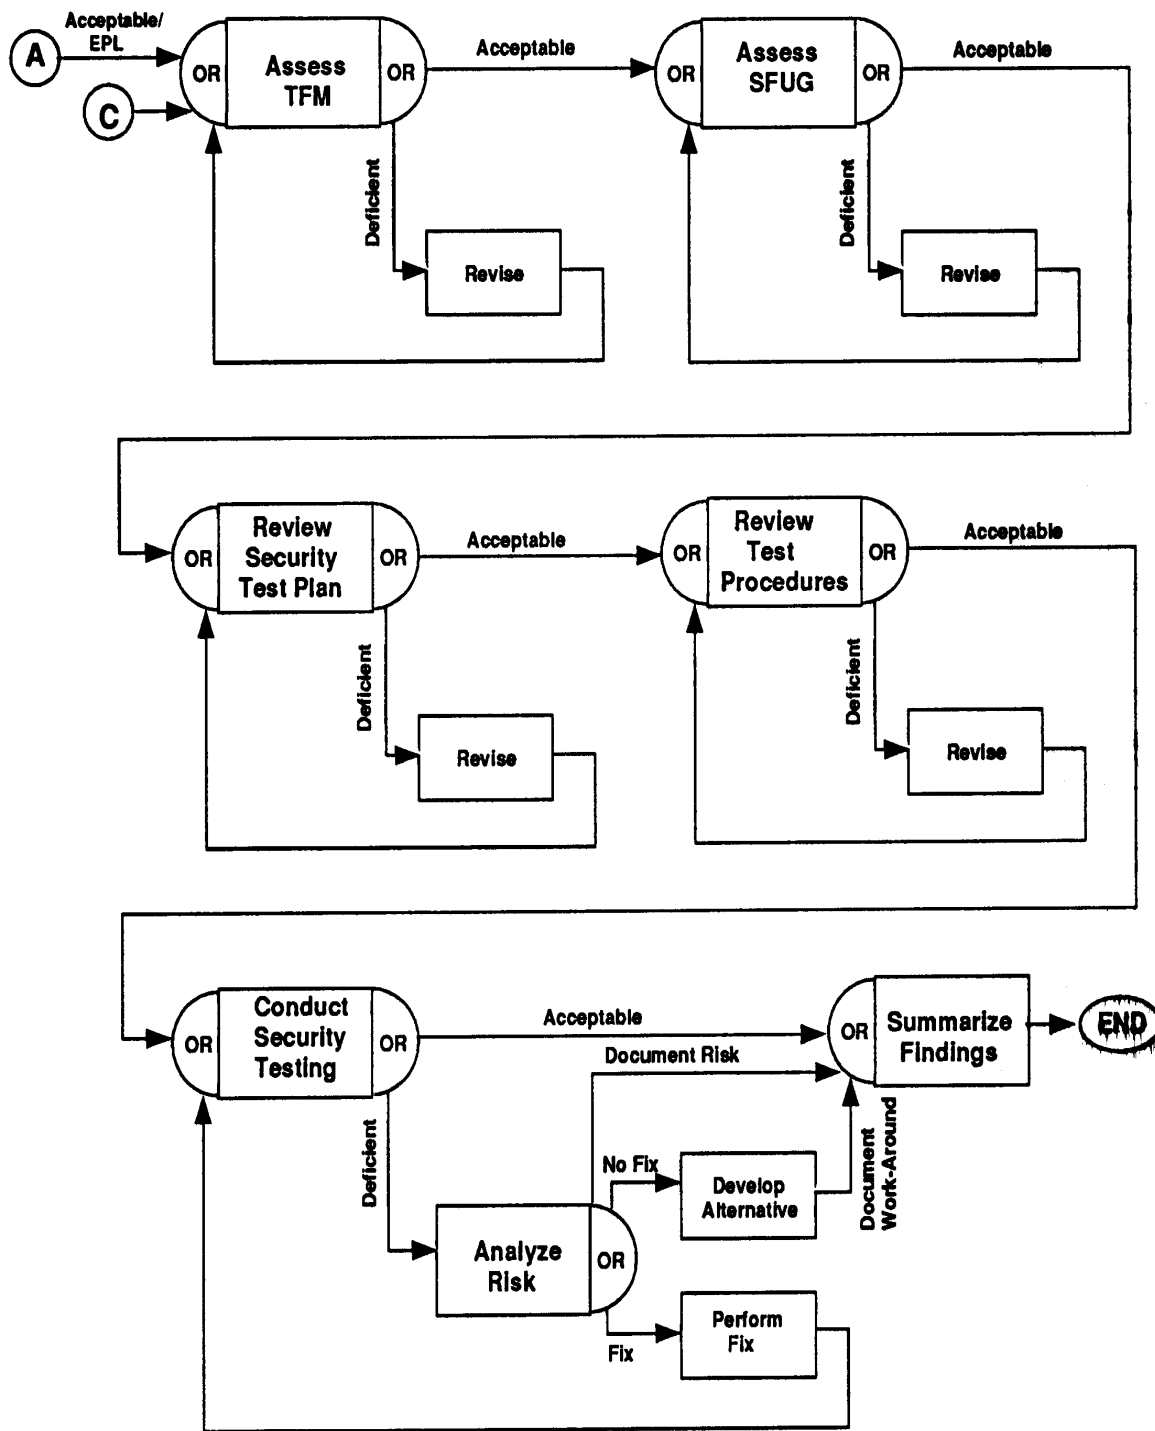 Acceptable/
EPL
A
C
OR
Assess
TFM
OR
Acceptable
OR
Assess
SFUG
OR
Acceptable
Deficient
Revise
Deficient
Revise
OR
Review
Security
Test Plan
OR
Acceptable
OR
Review
Test
Procedures
OR
Acceptable
Deficient
Revise
Deficient
Revise
OR
Conduct
Security
Testing
OR
Acceptable
Document Risk
OR
Summarize
Findings
END
Deficient
Analyze
Risk
OR
No Fix
Develop
Alternative
Document
Work-Around
Fix
Perform
Fix